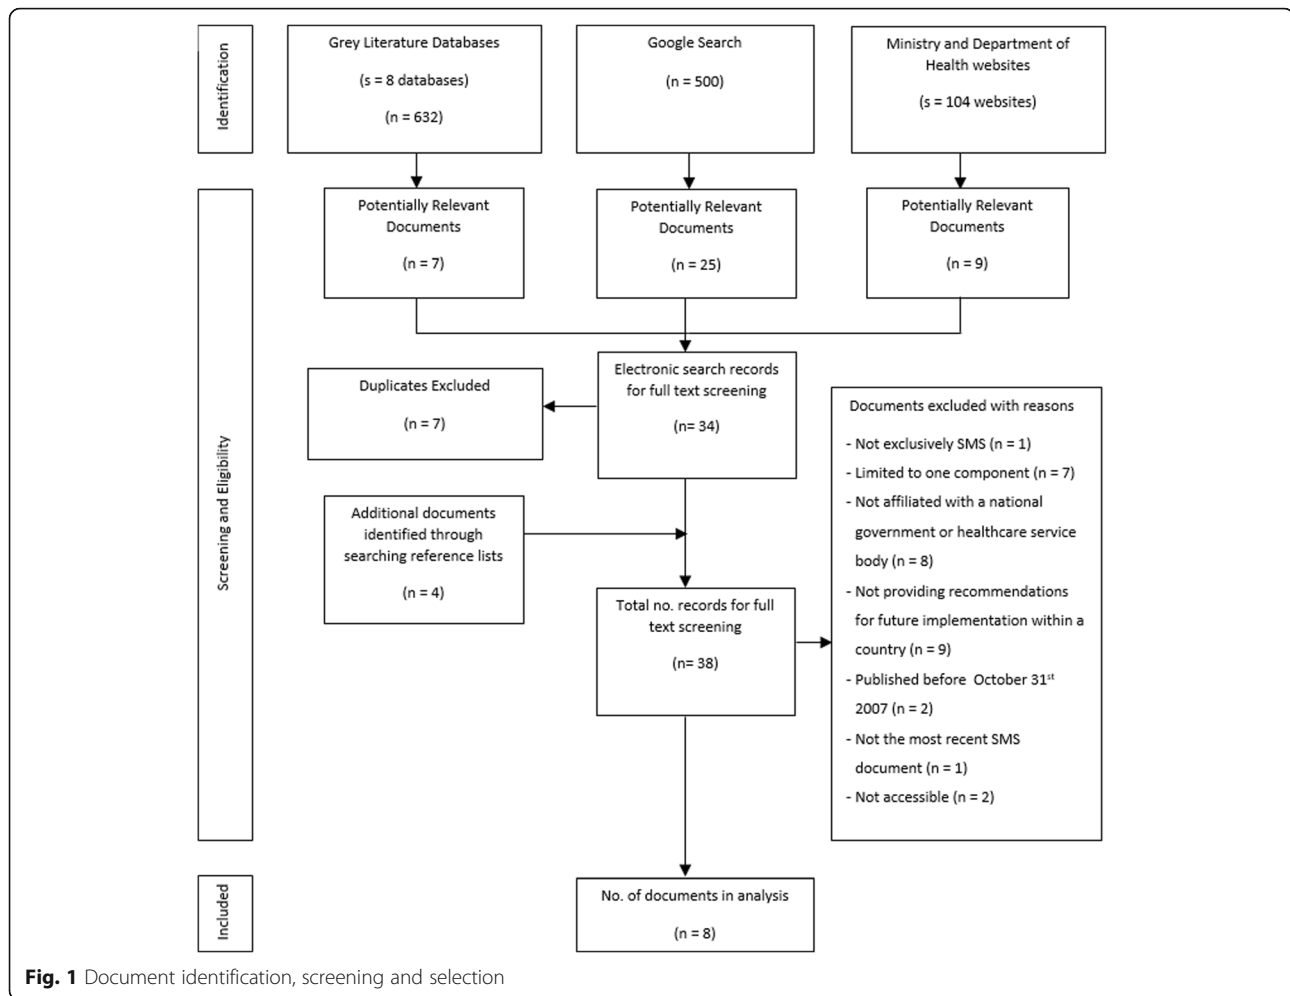 Identification
Grey Literature Databases
(s = 8 databases)
(n = 632)
Google Search
(n = 500)
Ministry and Department of
Health websites
(s = 104 websites)
Screening and Eligibility
Potentially Relevant
Documents
(n = 7)
Potentially Relevant
Documents
(n = 25)
Potentially Relevant
Documents
(n = 9)
Electronic search records
for full text screening
(n= 34)
Duplicates Excluded
(n = 7)
Additional documents
identified through
searching reference lists
(n = 4)
Total no. records for full
text screening
(n= 38)
Documents excluded with reasons
- Not exclusively SMS (n = 1)
- Limited to one component (n = 7)
- Not affiliated with a national
government or healthcare service
body (n = 8)
- Not providing recommendations
for future implementation within a
country (n = 9)
- Published before October 31st
2007 (n = 2)
- Not the most recent SMS
document (n = 1)
- Not accessible (n = 2)
Included
No. of documents in analysis
(n = 8)
Fig. 1 Document identification, screening and selection